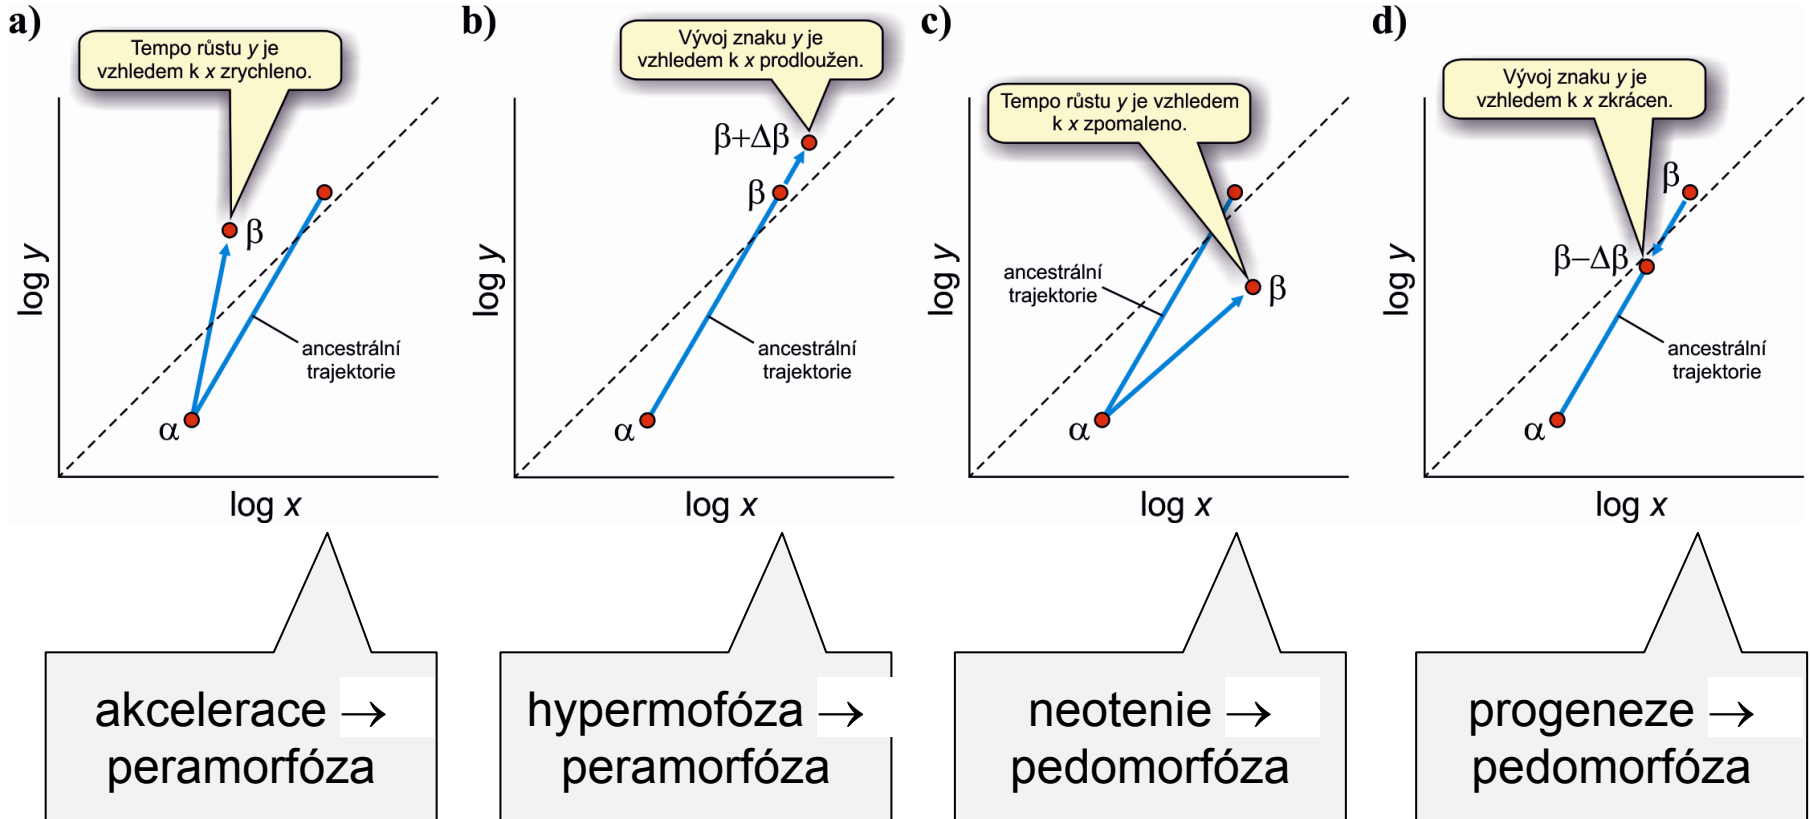 a)
Tempo růstu y je
vzhledem k x zrychleno.
β
α
ancestrální
trajektorie
log y
log x
akcelerace →
peramorfóza
b)
Vývoj znaku y je
vzhledem k x prodloužen.
β+Δβ
β
α
ancestrální
trajektorie
log y
log x
hypermofóza →
peramorfóza
c)
Tempo růstu y je vzhledem
k x zpomaleno.
ancestrální
trajektorie
β
α
log y
log x
neotenie →
pedomorfóza
d)
Vývoj znaku y je
vzhledem k x zkrácen.
β
β−Δβ
α
ancestrální
trajektorie
log y
log x
progeneze →
pedomorfóza